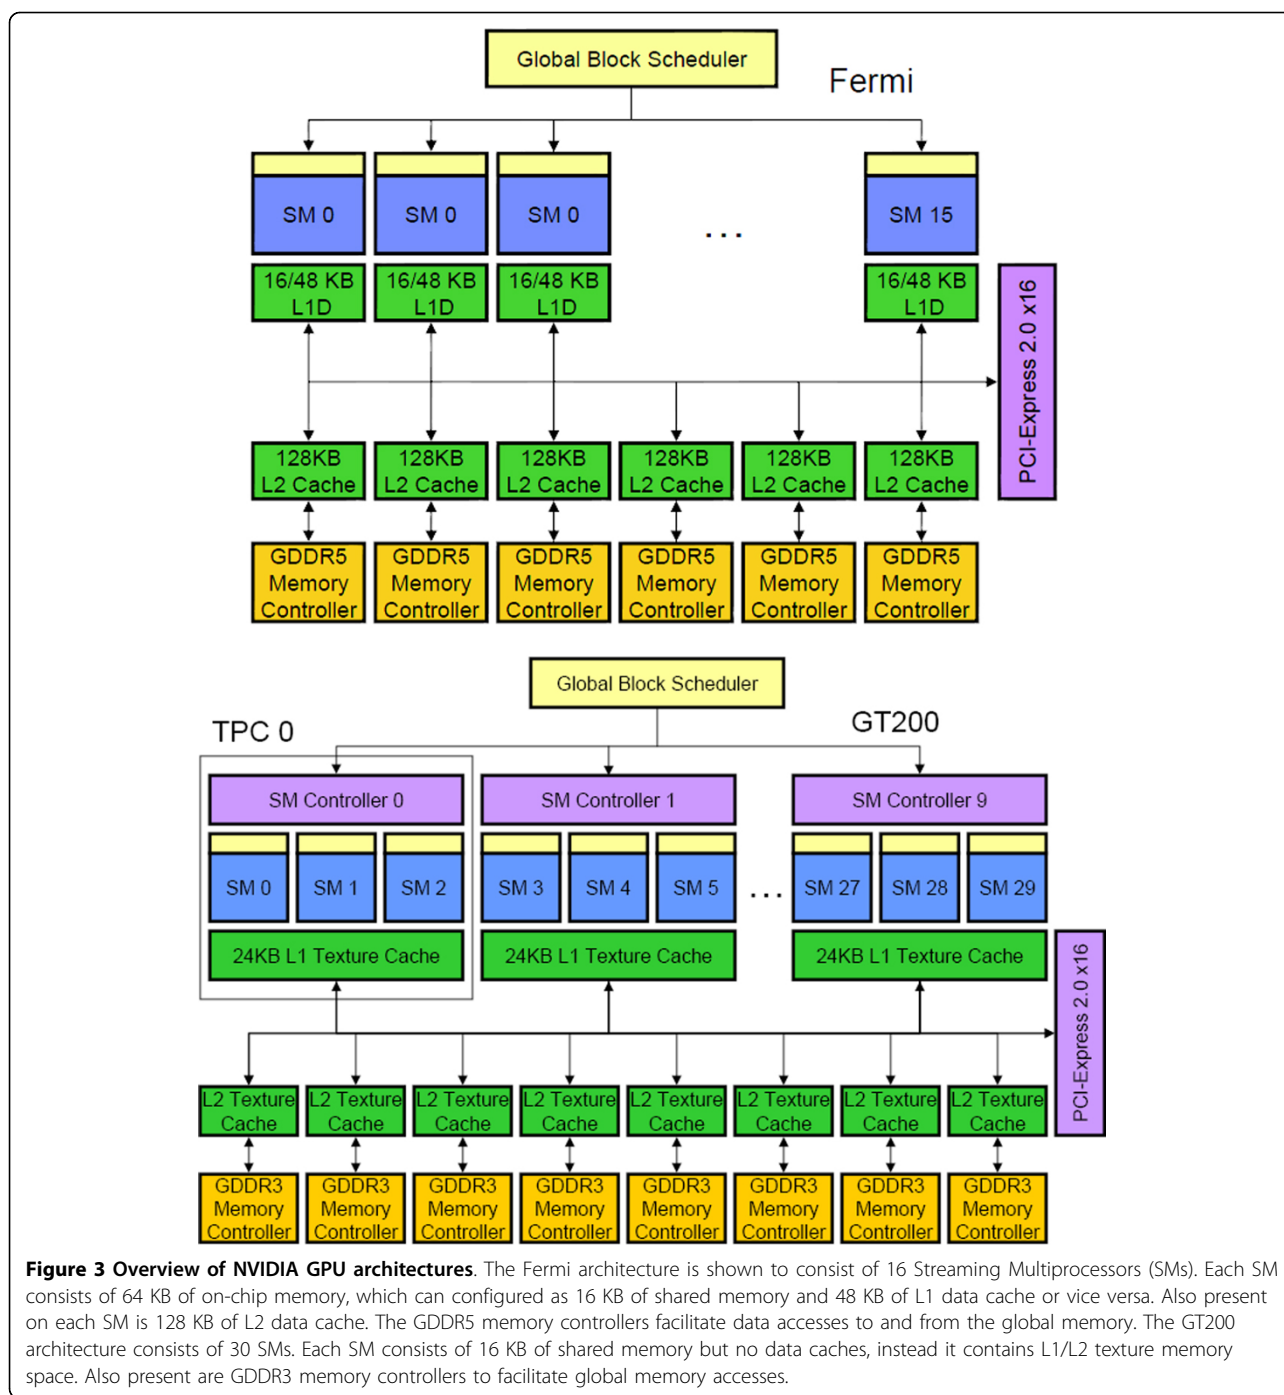 Global Block Scheduler
Fermi
SM 0
SM 0
SM 0
. . .
SM 15
16/48 KB
L1D
16/48 KB
L1D
16/48 KB
L1D
16/48 KB
L1D
PCI-Express 2.0 x16
128KB
L2 Cache
128KB
L2 Cache
128KB
L2 Cache
128KB
L2 Cache
128KB
L2 Cache
128KB
L2 Cache
GDDR5
Memory
Controller
GDDR5
Memory
Controller
GDDR5
Memory
Controller
GDDR5
Memory
Controller
GDDR5
Memory
Controller
GDDR5
Memory
Controller
Global Block Scheduler
TPC 0
GT200
SM Controller 0
SM Controller 1
SM Controller 9
SM 0
SM 1
SM 2
SM 3
SM 4
SM 5
. . .
SM 27
SM 28
SM 29
24KB L1 Texture Cache
24KB L1 Texture Cache
24KB L1 Texture Cache
PCI-Express 2.0 x16
L2 Texture
Cache
L2 Texture
Cache
L2 Texture
Cache
L2 Texture
Cache
L2 Texture
Cache
L2 Texture
Cache
L2 Texture
Cache
L2 Texture
Cache
GDDR3
Memory
Controller
GDDR3
Memory
Controller
GDDR3
Memory
Controller
GDDR3
Memory
Controller
GDDR3
Memory
Controller
GDDR3
Memory
Controller
GDDR3
Memory
Controller
GDDR3
Memory
Controller
Figure 3 Overview of NVIDIA GPU architectures. The Fermi architecture is shown to consist of 16 Streaming Multiprocessors (SMs). Each SM
consists of 64 KB of on-chip memory, which can configured as 16 KB of shared memory and 48 KB of L1 data cache or vice versa. Also present
on each SM is 128 KB of L2 data cache. The GDDR5 memory controllers facilitate data accesses to and from the global memory. The GT200
architecture consists of 30 SMs. Each SM consists of 16 KB of shared memory but no data caches, instead it contains L1/L2 texture memory
space. Also present are GDDR3 memory controllers to facilitate global memory accesses.